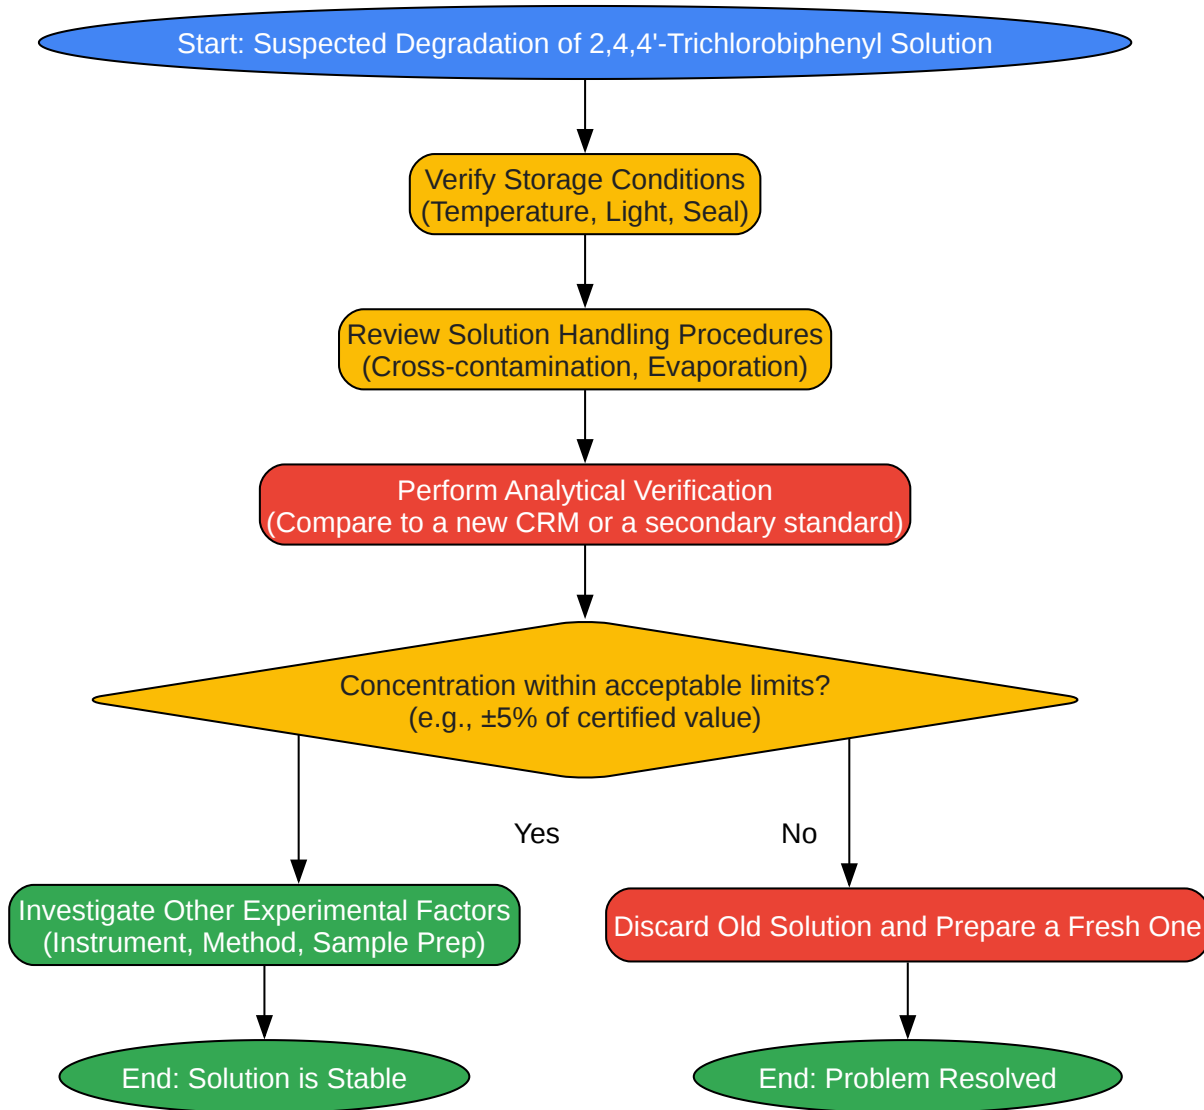 Start: Suspected Degradation of 2,4,4'-Trichlorobiphenyl Solution
Verify Storage Conditions
(Temperature, Light, Seal)
Review Solution Handling Procedures
(Cross-contamination, Evaporation)
Perform Analytical Verification
(Compare to a new CRM or a secondary standard)
Concentration within acceptable limits?
(e.g., ±5% of certified value)
Yes
No
Investigate Other Experimental Factors
(Instrument, Method, Sample Prep)
Discard Old Solution and Prepare a Fresh One
End: Solution is Stable
End: Problem Resolved